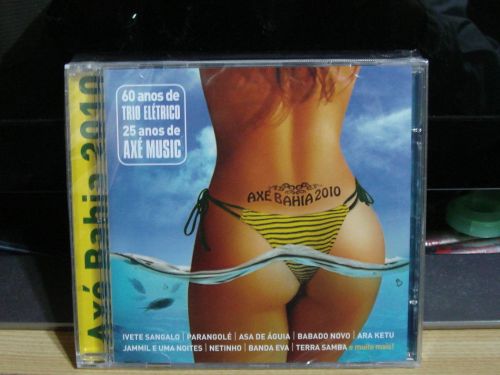 Axé Bahia 2010
60 anos de
TRIO ELÉTRICO
25 anos de
AXÉ MUSIC
AXÉ BAHIA 2010
IVETE SANGALO | PARANGOLÉ | ASA DE ÁGUIA | BABADO NOVO | ARA KETU
JAMMIL E UMA NOITES | NETINHO | BANDA EVA | TERRA SAMBA e muito mais!